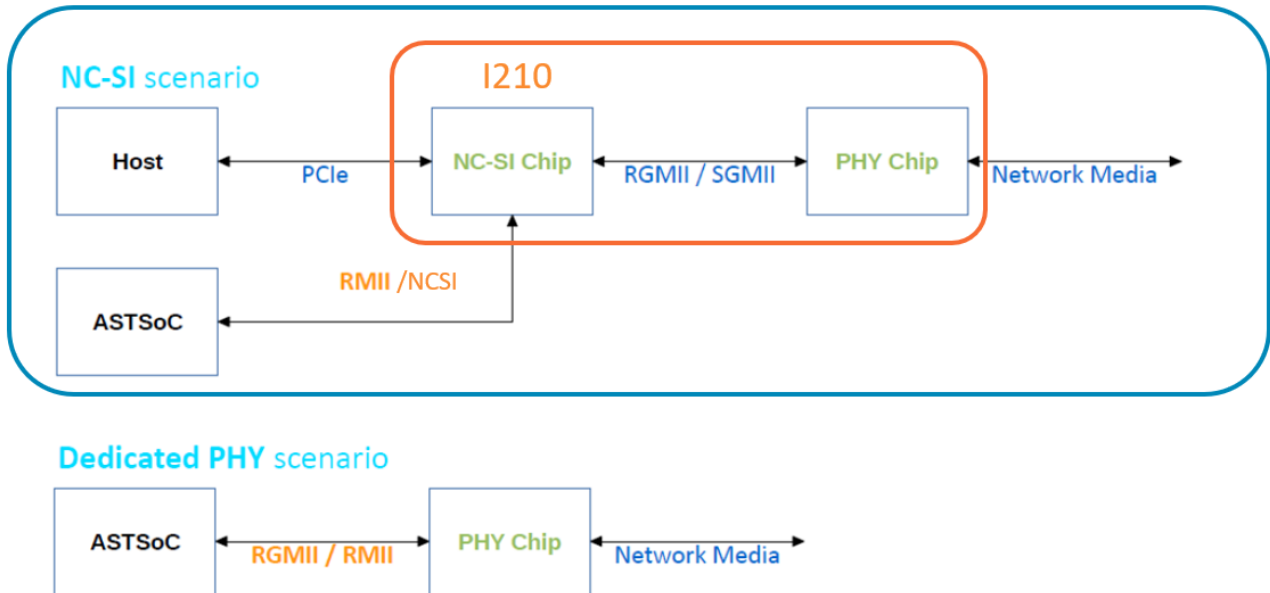 NC-SI scenario
I210
Host
PCIe
NC-SI Chip
RGMII / SGMII
PHY Chip
Network Media
RMII /NCSI
ASTSoC
Dedicated PHY scenario
ASTSoC
RGMII / RMII
PHY Chip
Network Media